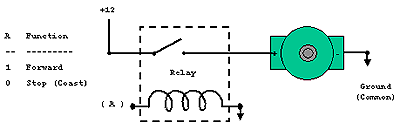 +12
R Function
-- ---------
1 Forward
0 Stop (Coast)
Relay
( R )
+
-
Ground
(Common)